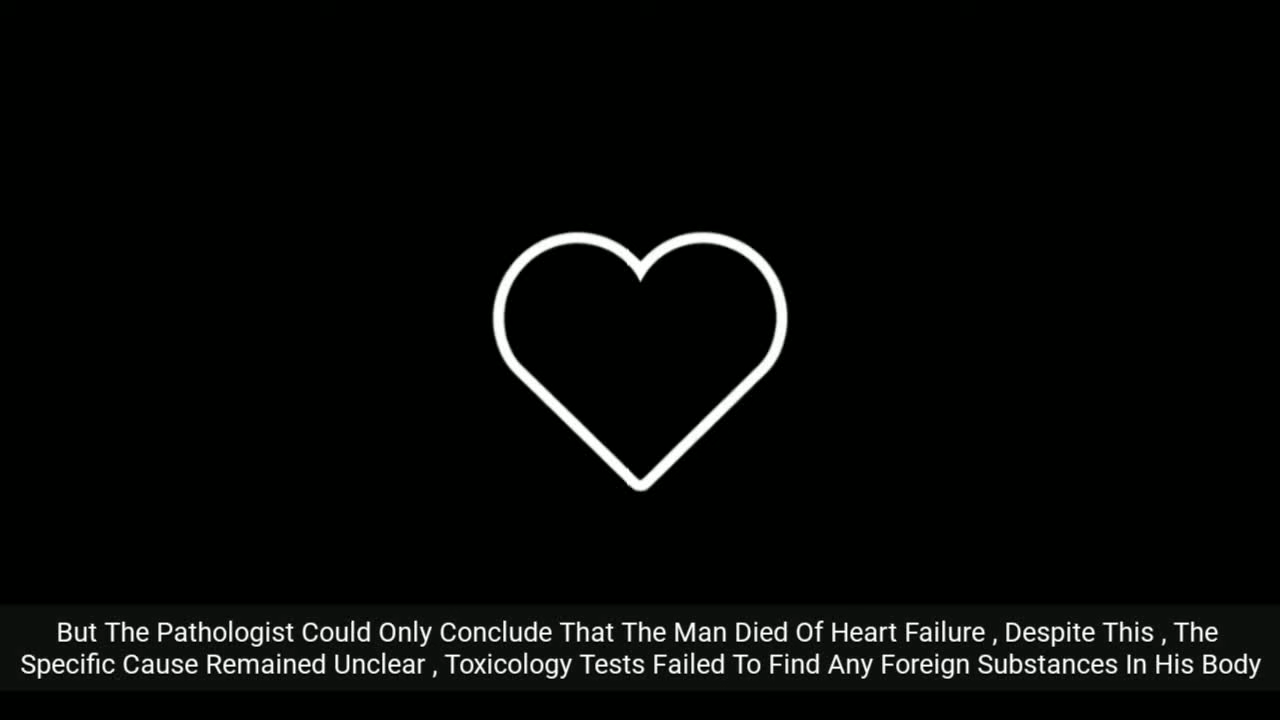 But The Pathologist Could Only Conclude That The Man Died Of Heart Failure , Despite This , The
Specific Cause Remained Unclear , Toxicology Tests Failed To Find Any Foreign Substances In His Body